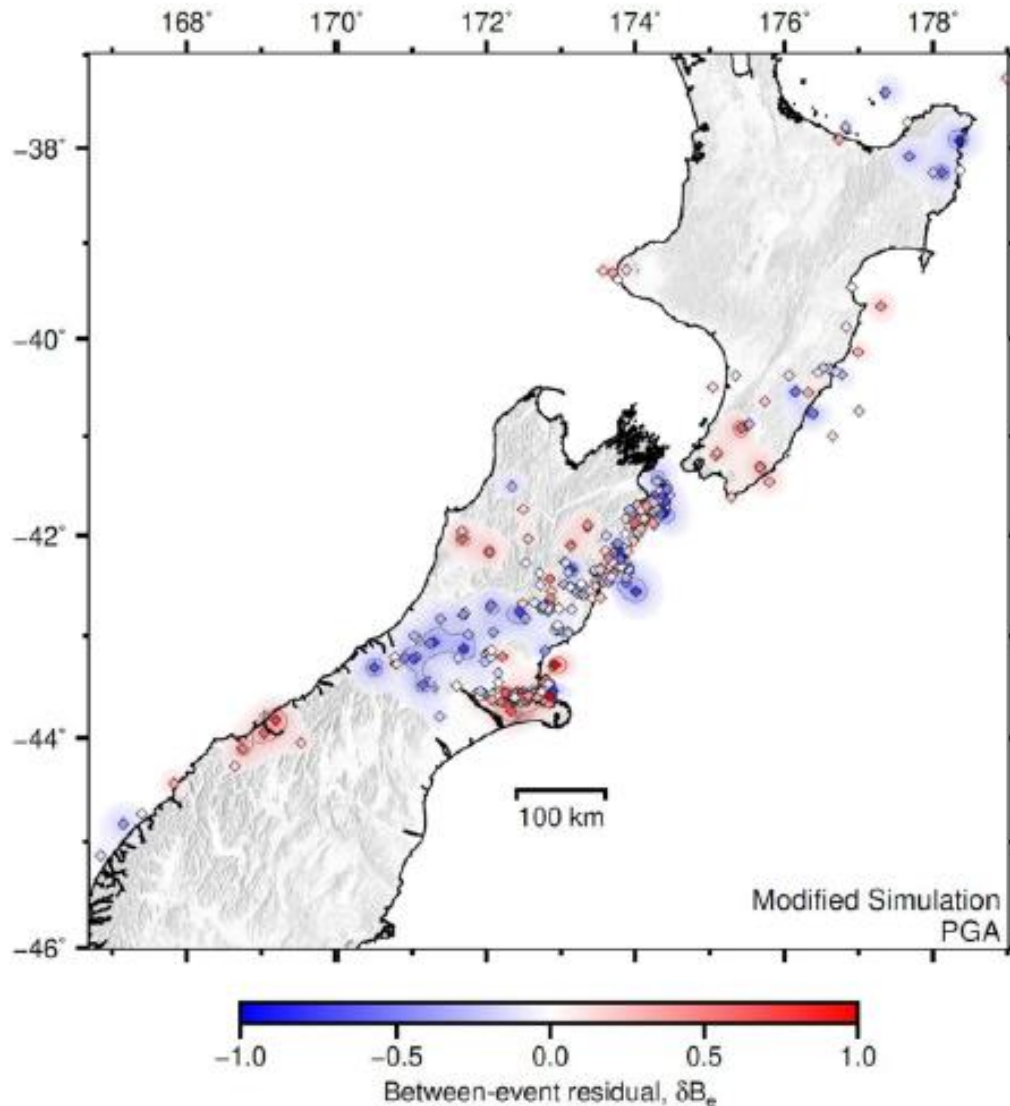 168° 170° 172° 174° 176° 178°
−38°
−40°
−42°
−44°
−46°
100 km
Modified Simulation
PGA
−1.0 −0.5 0.0 0.5 1.0
Between-event residual, δBₑ